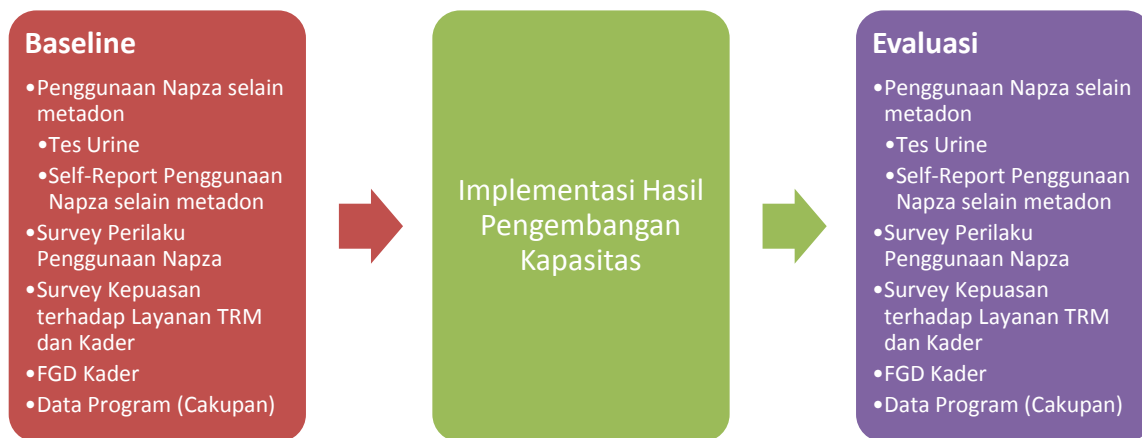 Baseline
•Penggunaan Napza selain
metadon
•Tes Urine
•Self-Report Penggunaan
Napza selain metadon
•Survey Perilaku
Penggunaan Napza
•Survey Kepuasan
terhadap Layanan TRM
dan Kader
•FGD Kader
•Data Program (Cakupan)
Implementasi Hasil
Pengembangan
Kapasitas
Evaluasi
•Penggunaan Napza selain
metadon
•Tes Urine
•Self-Report Penggunaan
Napza selain metadon
•Survey Perilaku
Penggunaan Napza
•Survey Kepuasan
terhadap Layanan TRM
dan Kader
•FGD Kader
•Data Program (Cakupan)